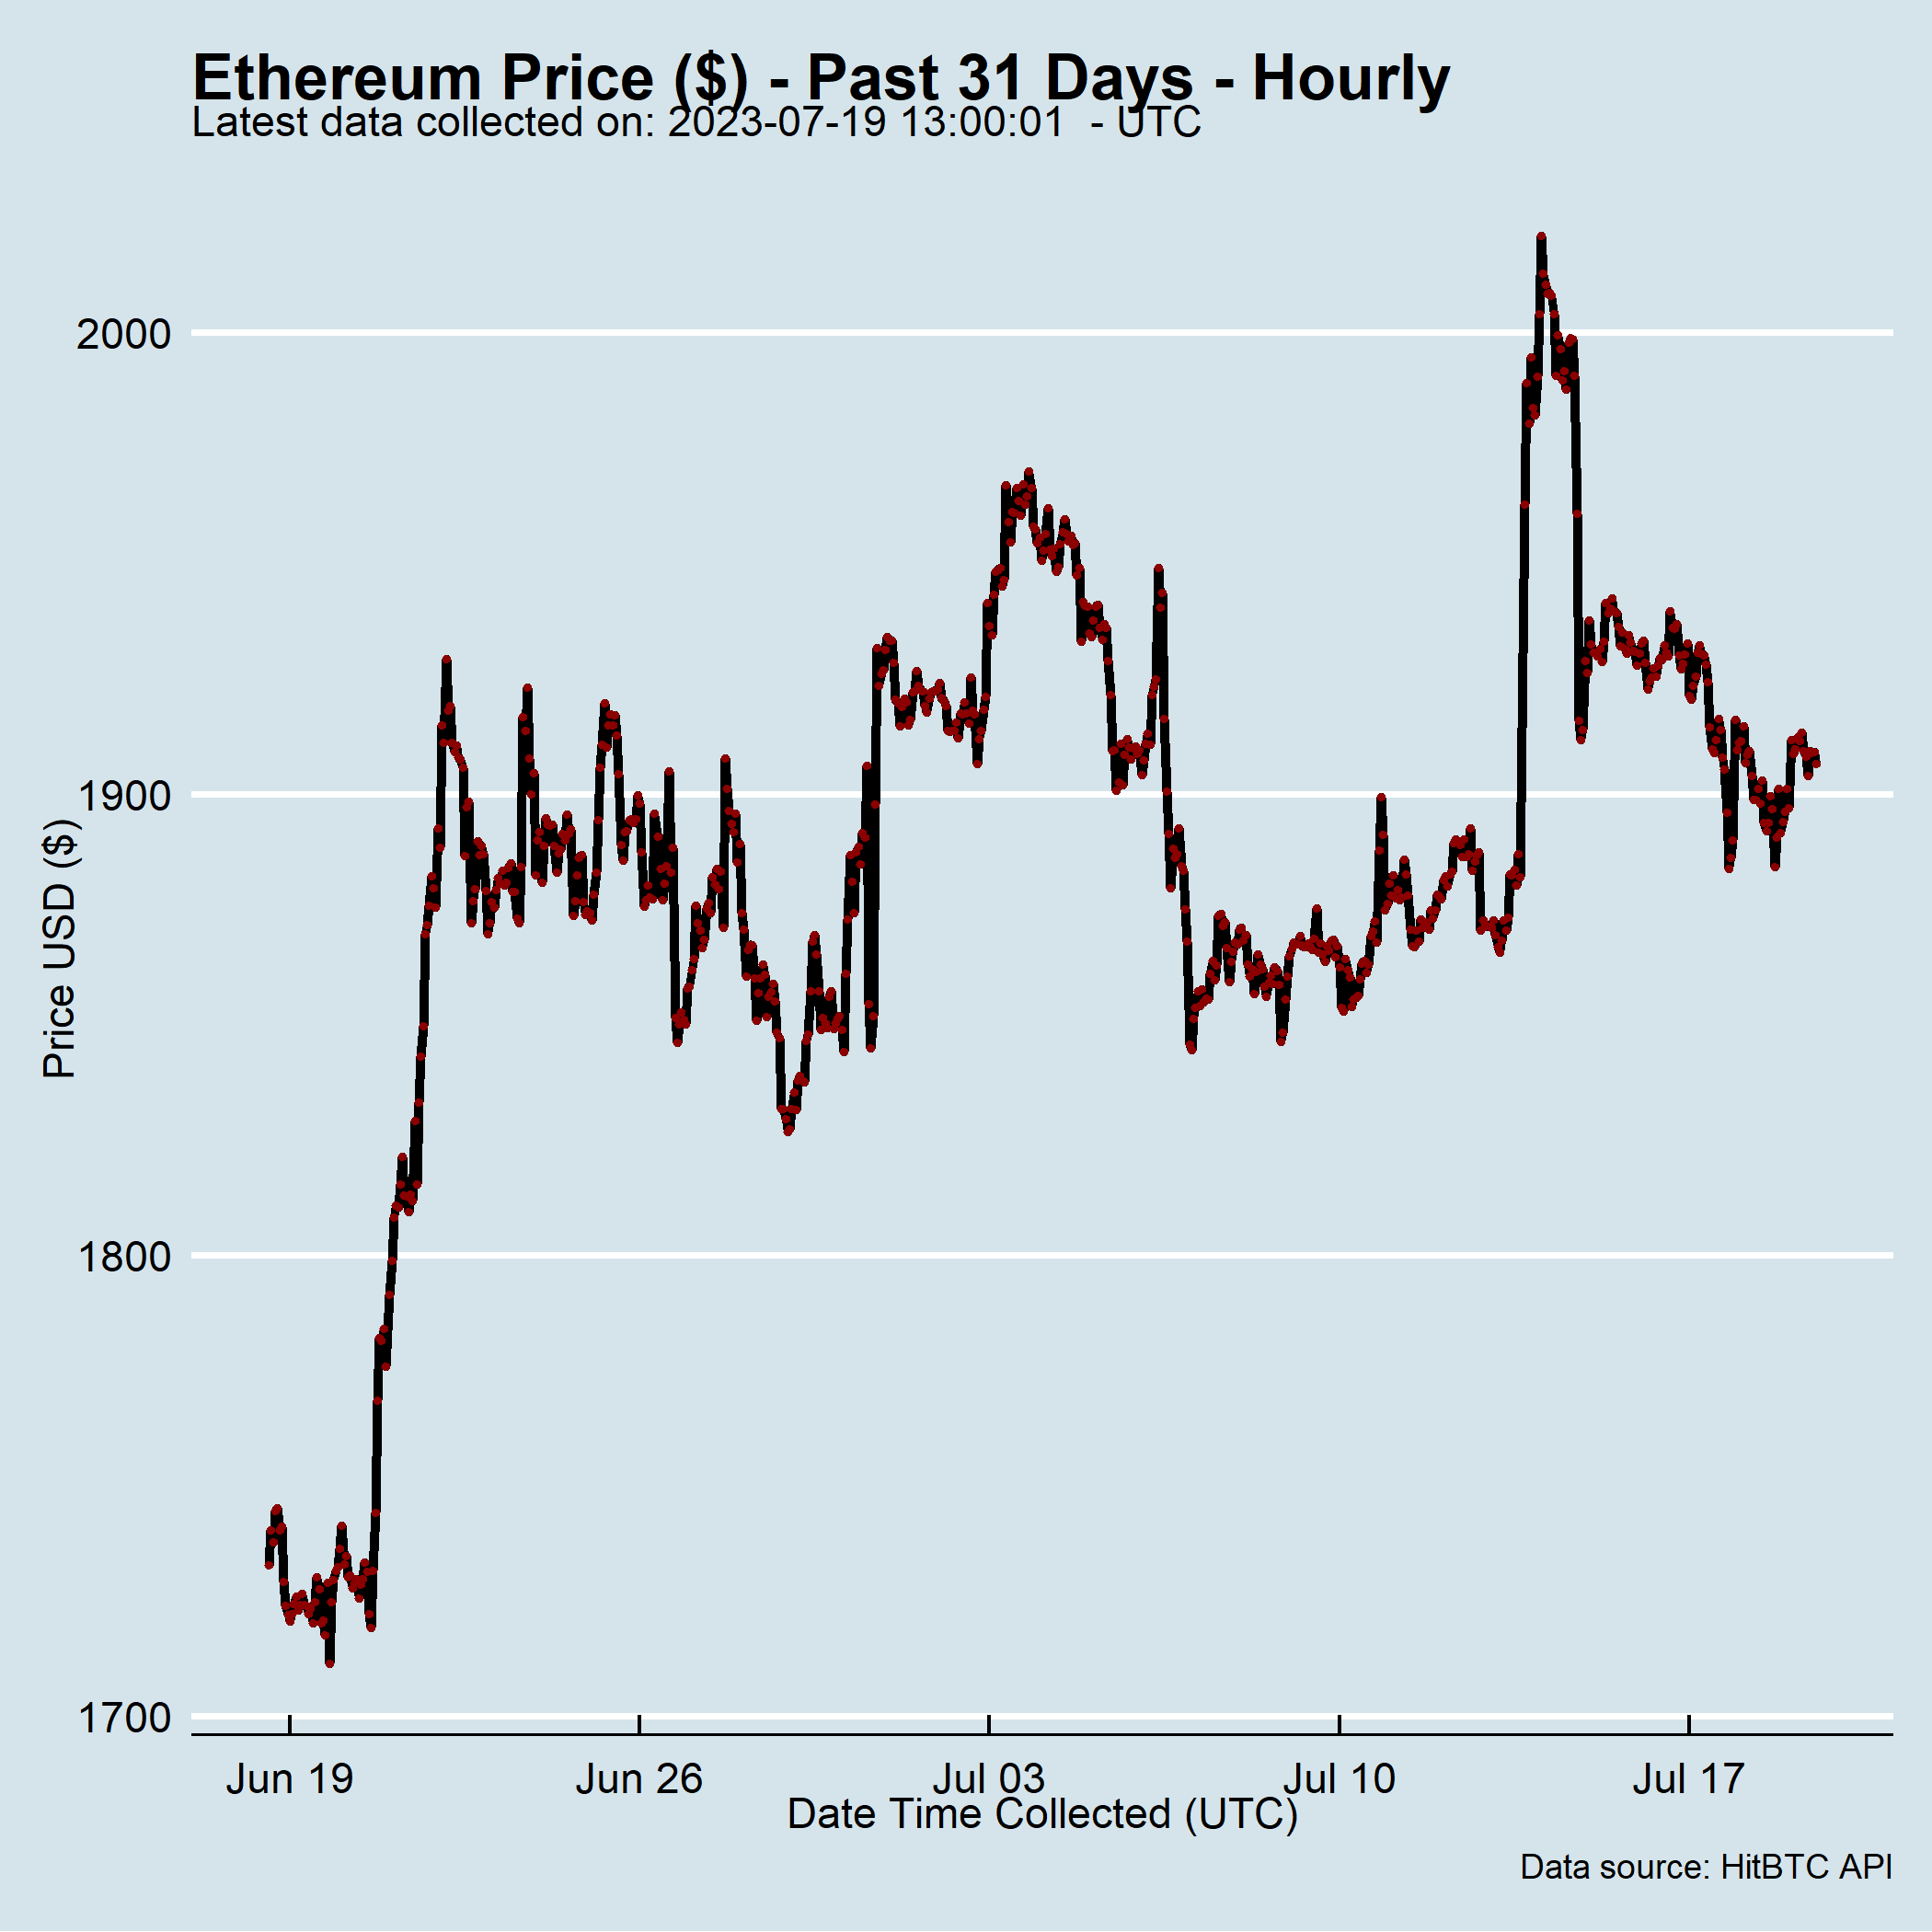 Ethereum Price ($) - Past 31 Days - Hourly
Latest data collected on: 2023-07-19 13:00:01  - UTC
2000
1900
1800
1700
Price USD ($)
Jun 19 Jun 26 Jul 03 Jul 10 Jul 17
Date Time Collected (UTC)
Data source: HitBTC API